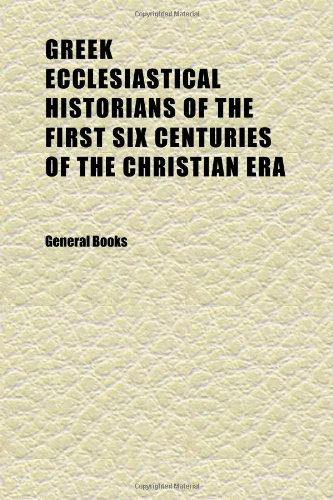 GREEK
ECCLESIASTICAL
HISTORIANS OF THE
FIRST SIX CENTURIES
OF THE CHRISTIAN ERA
General Books